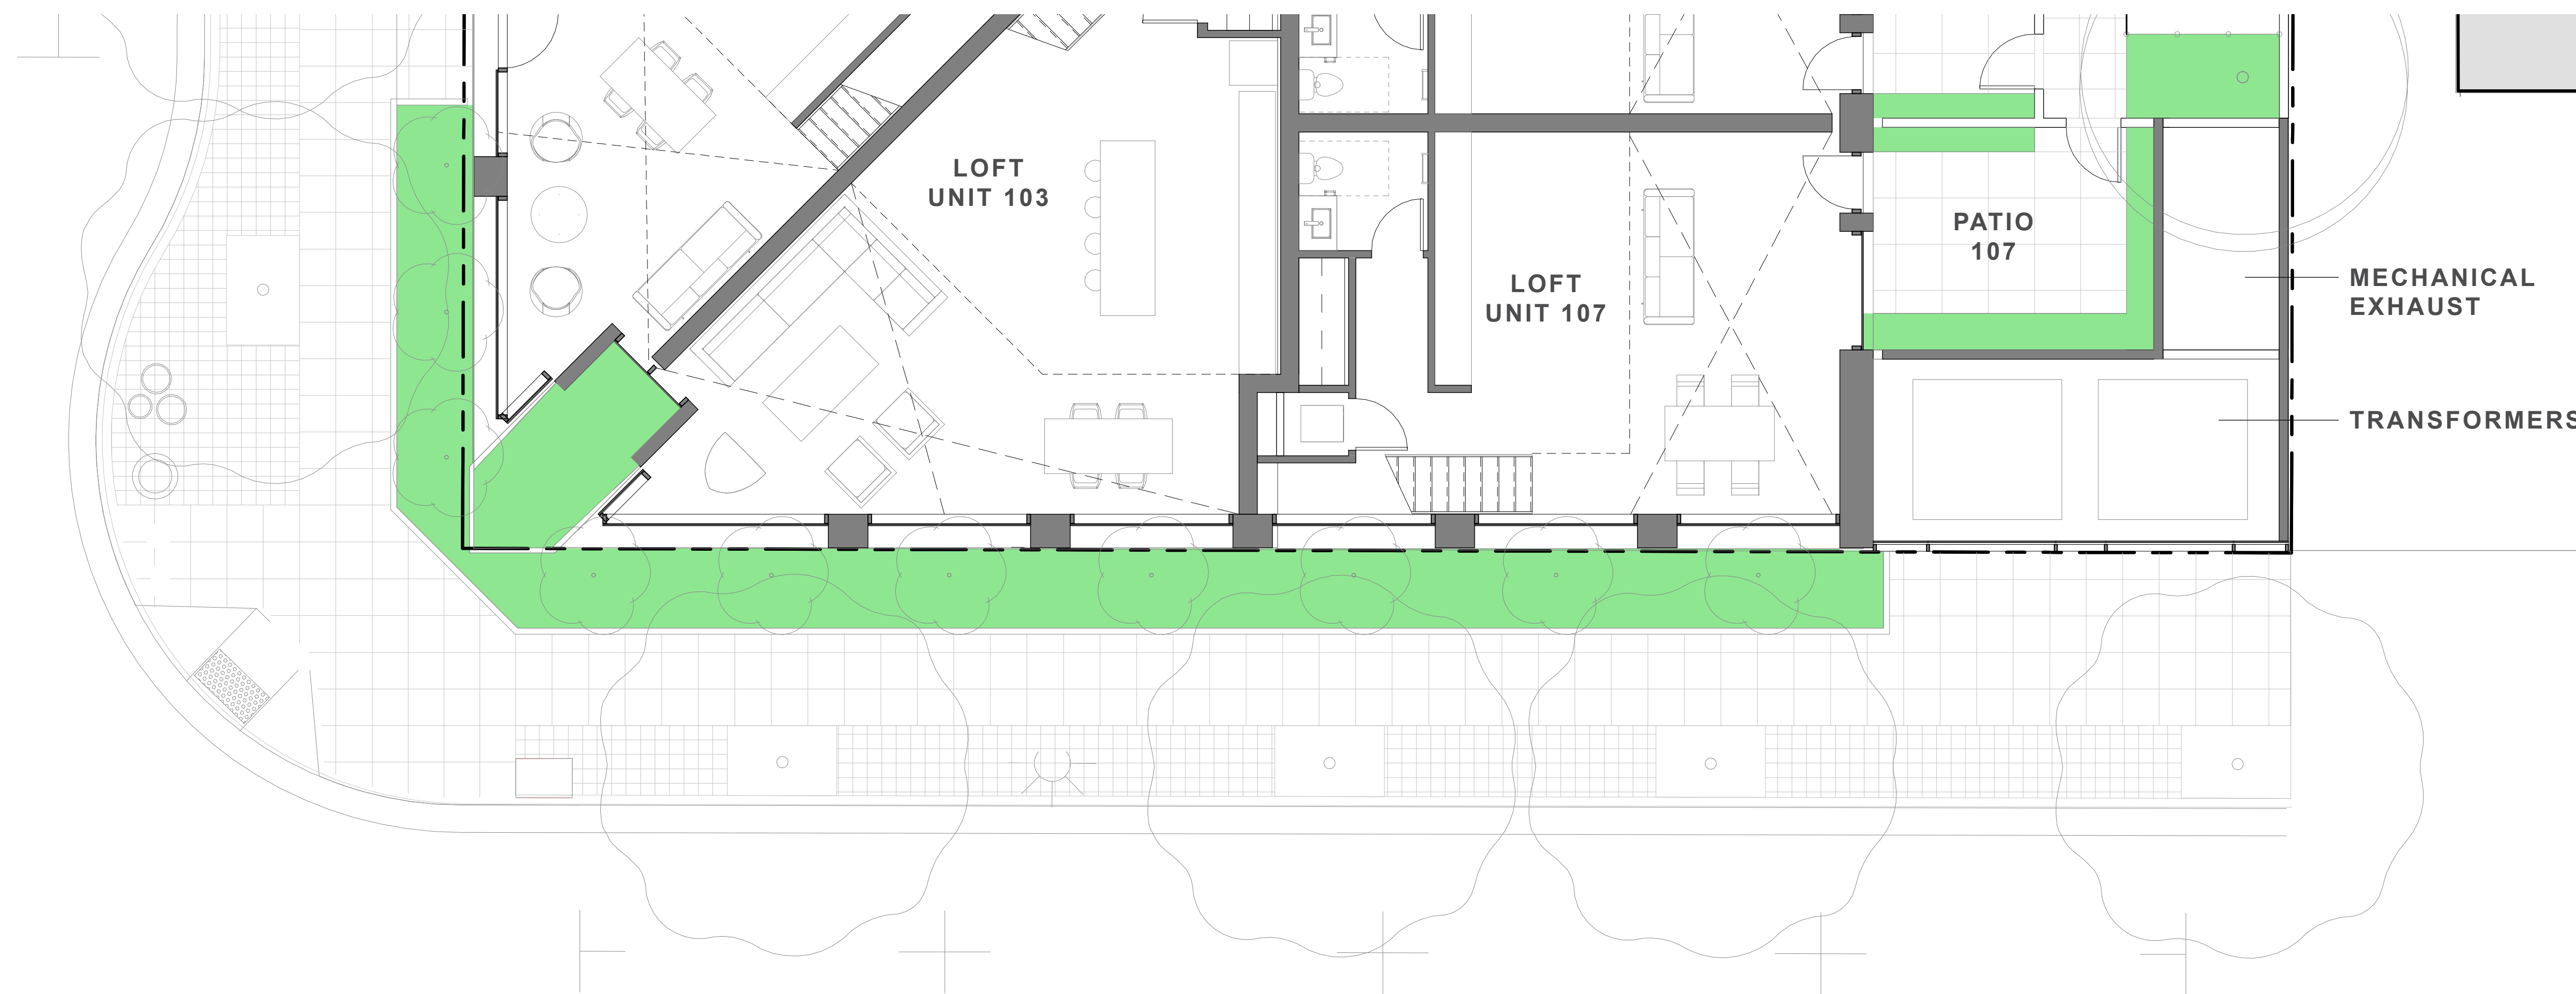 LOFT
UNIT 103
LOFT
UNIT 107
PATIO
107
MECHANICAL
EXHAUST
TRANSFORMERS